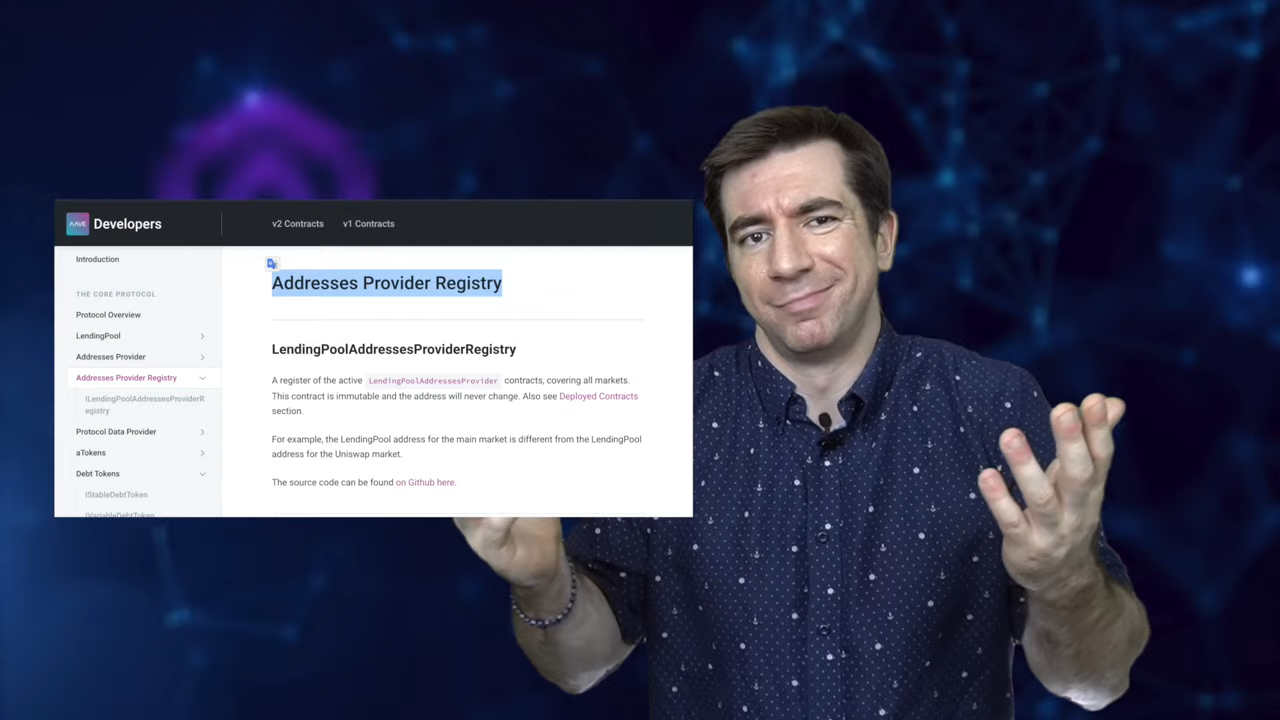 AAVE Developers
v2 Contracts v1 Contracts
Introduction
THE CORE PROTOCOL
Protocol Overview
LendingPool
Addresses Provider
Addresses Provider Registry
ILendingPoolAddressesProviderR
egistry
Protocol Data Provider
aTokens
Debt Tokens
IStableDebtToken
IVariableDebtToken
Addresses Provider Registry
LendingPoolAddressesProviderRegistry
A register of the active LendingPoolAddressesProvider contracts, covering all markets.
This contract is immutable and the address will never change. Also see Deployed Contracts
section.
For example, the LendingPool address for the main market is different from the LendingPool
address for the Uniswap market.
The source code can be found on Github here.